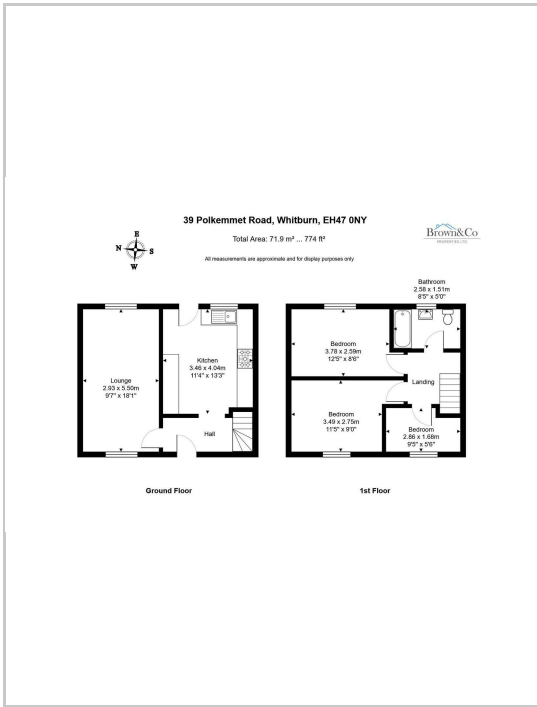 39 Polkemmet Road, Whitburn, EH47 0NY
Total Area: 71.9 m² ... 774 ft²
All measurements are approximate and for display purposes only
E
N
S
W
Brown&Co
PROPERTIES LTD
Lounge
2.93 x 5.50m
9'7" x 18'1"
Kitchen
3.46 x 4.04m
11'4" x 13'3"
Hall
Ground Floor
Bathroom
2.58 x 1.51m
8'5" x 5'0"
Bedroom
3.78 x 2.59m
12'5" x 8'6"
Landing
Bedroom
3.49 x 2.75m
11'5" x 9'0"
Bedroom
2.86 x 1.68m
9'5" x 5'6"
1st Floor